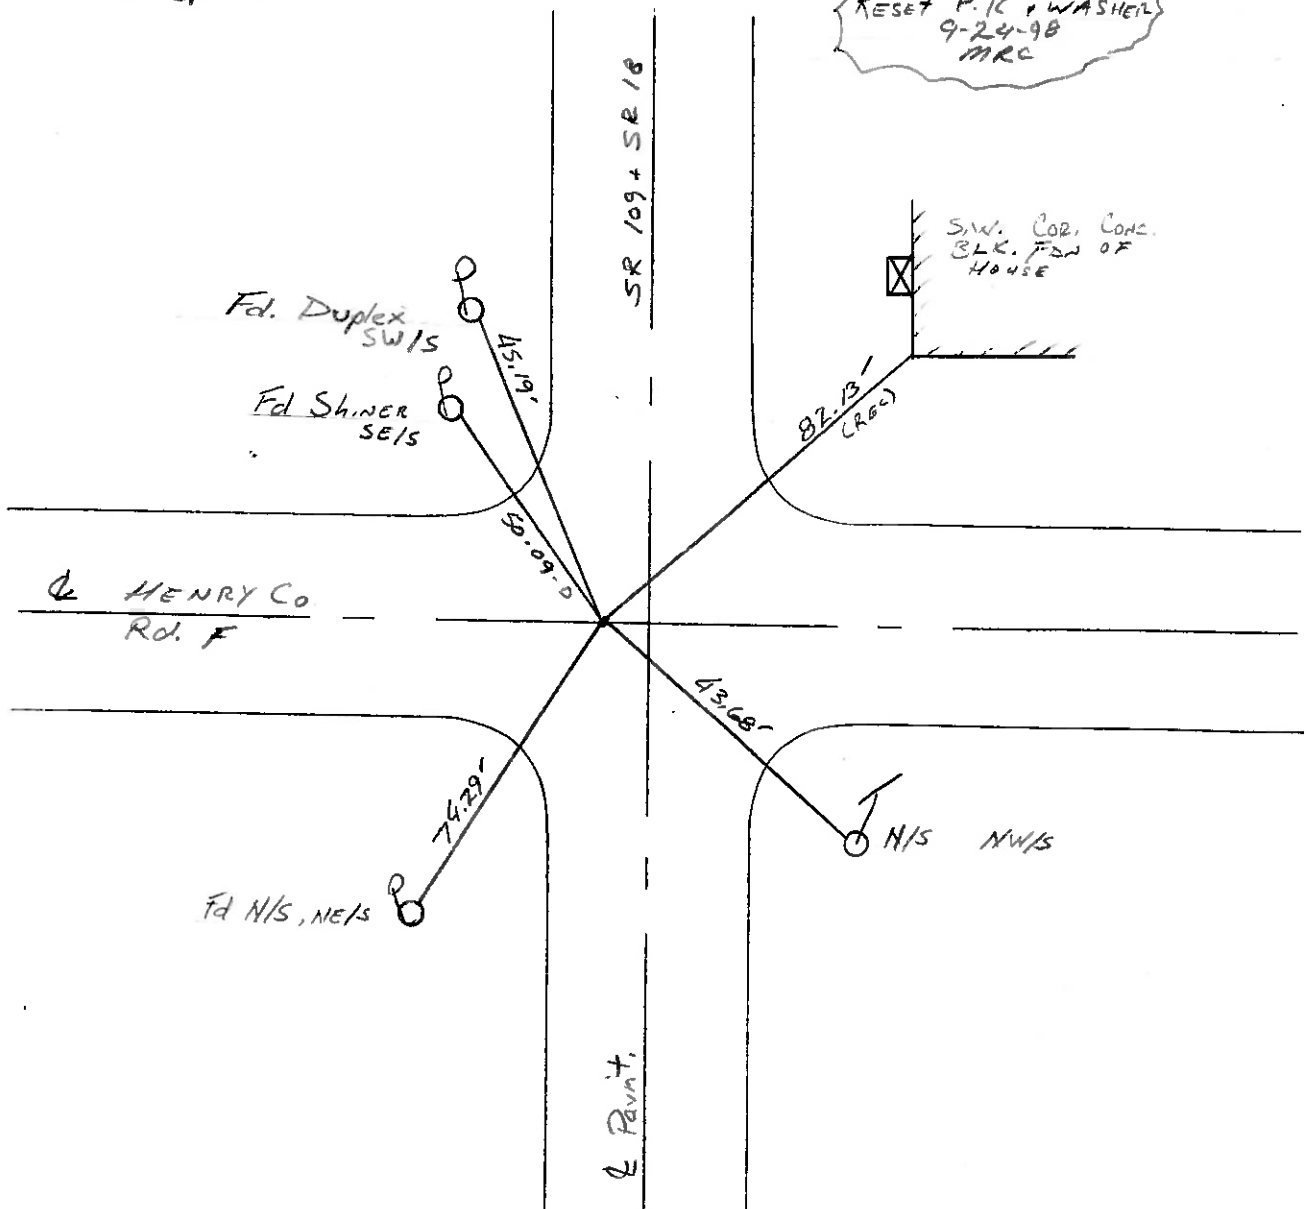 RESET P.K & WASHER
9-24-98
MRC
SR 109 + SR 18
S.W. COR. CONC.
BLK. FDN OF
HOUSE
Fd. Duplex
SW/S
45.19'
Fd SHINER
SE/S
82.13'
(REC)
50.09-D
℄ HENRY Co
Rd. F
43.68'
74.29'
N/S NW/S
Fd N/S, NE/S
℄ Pavm't.